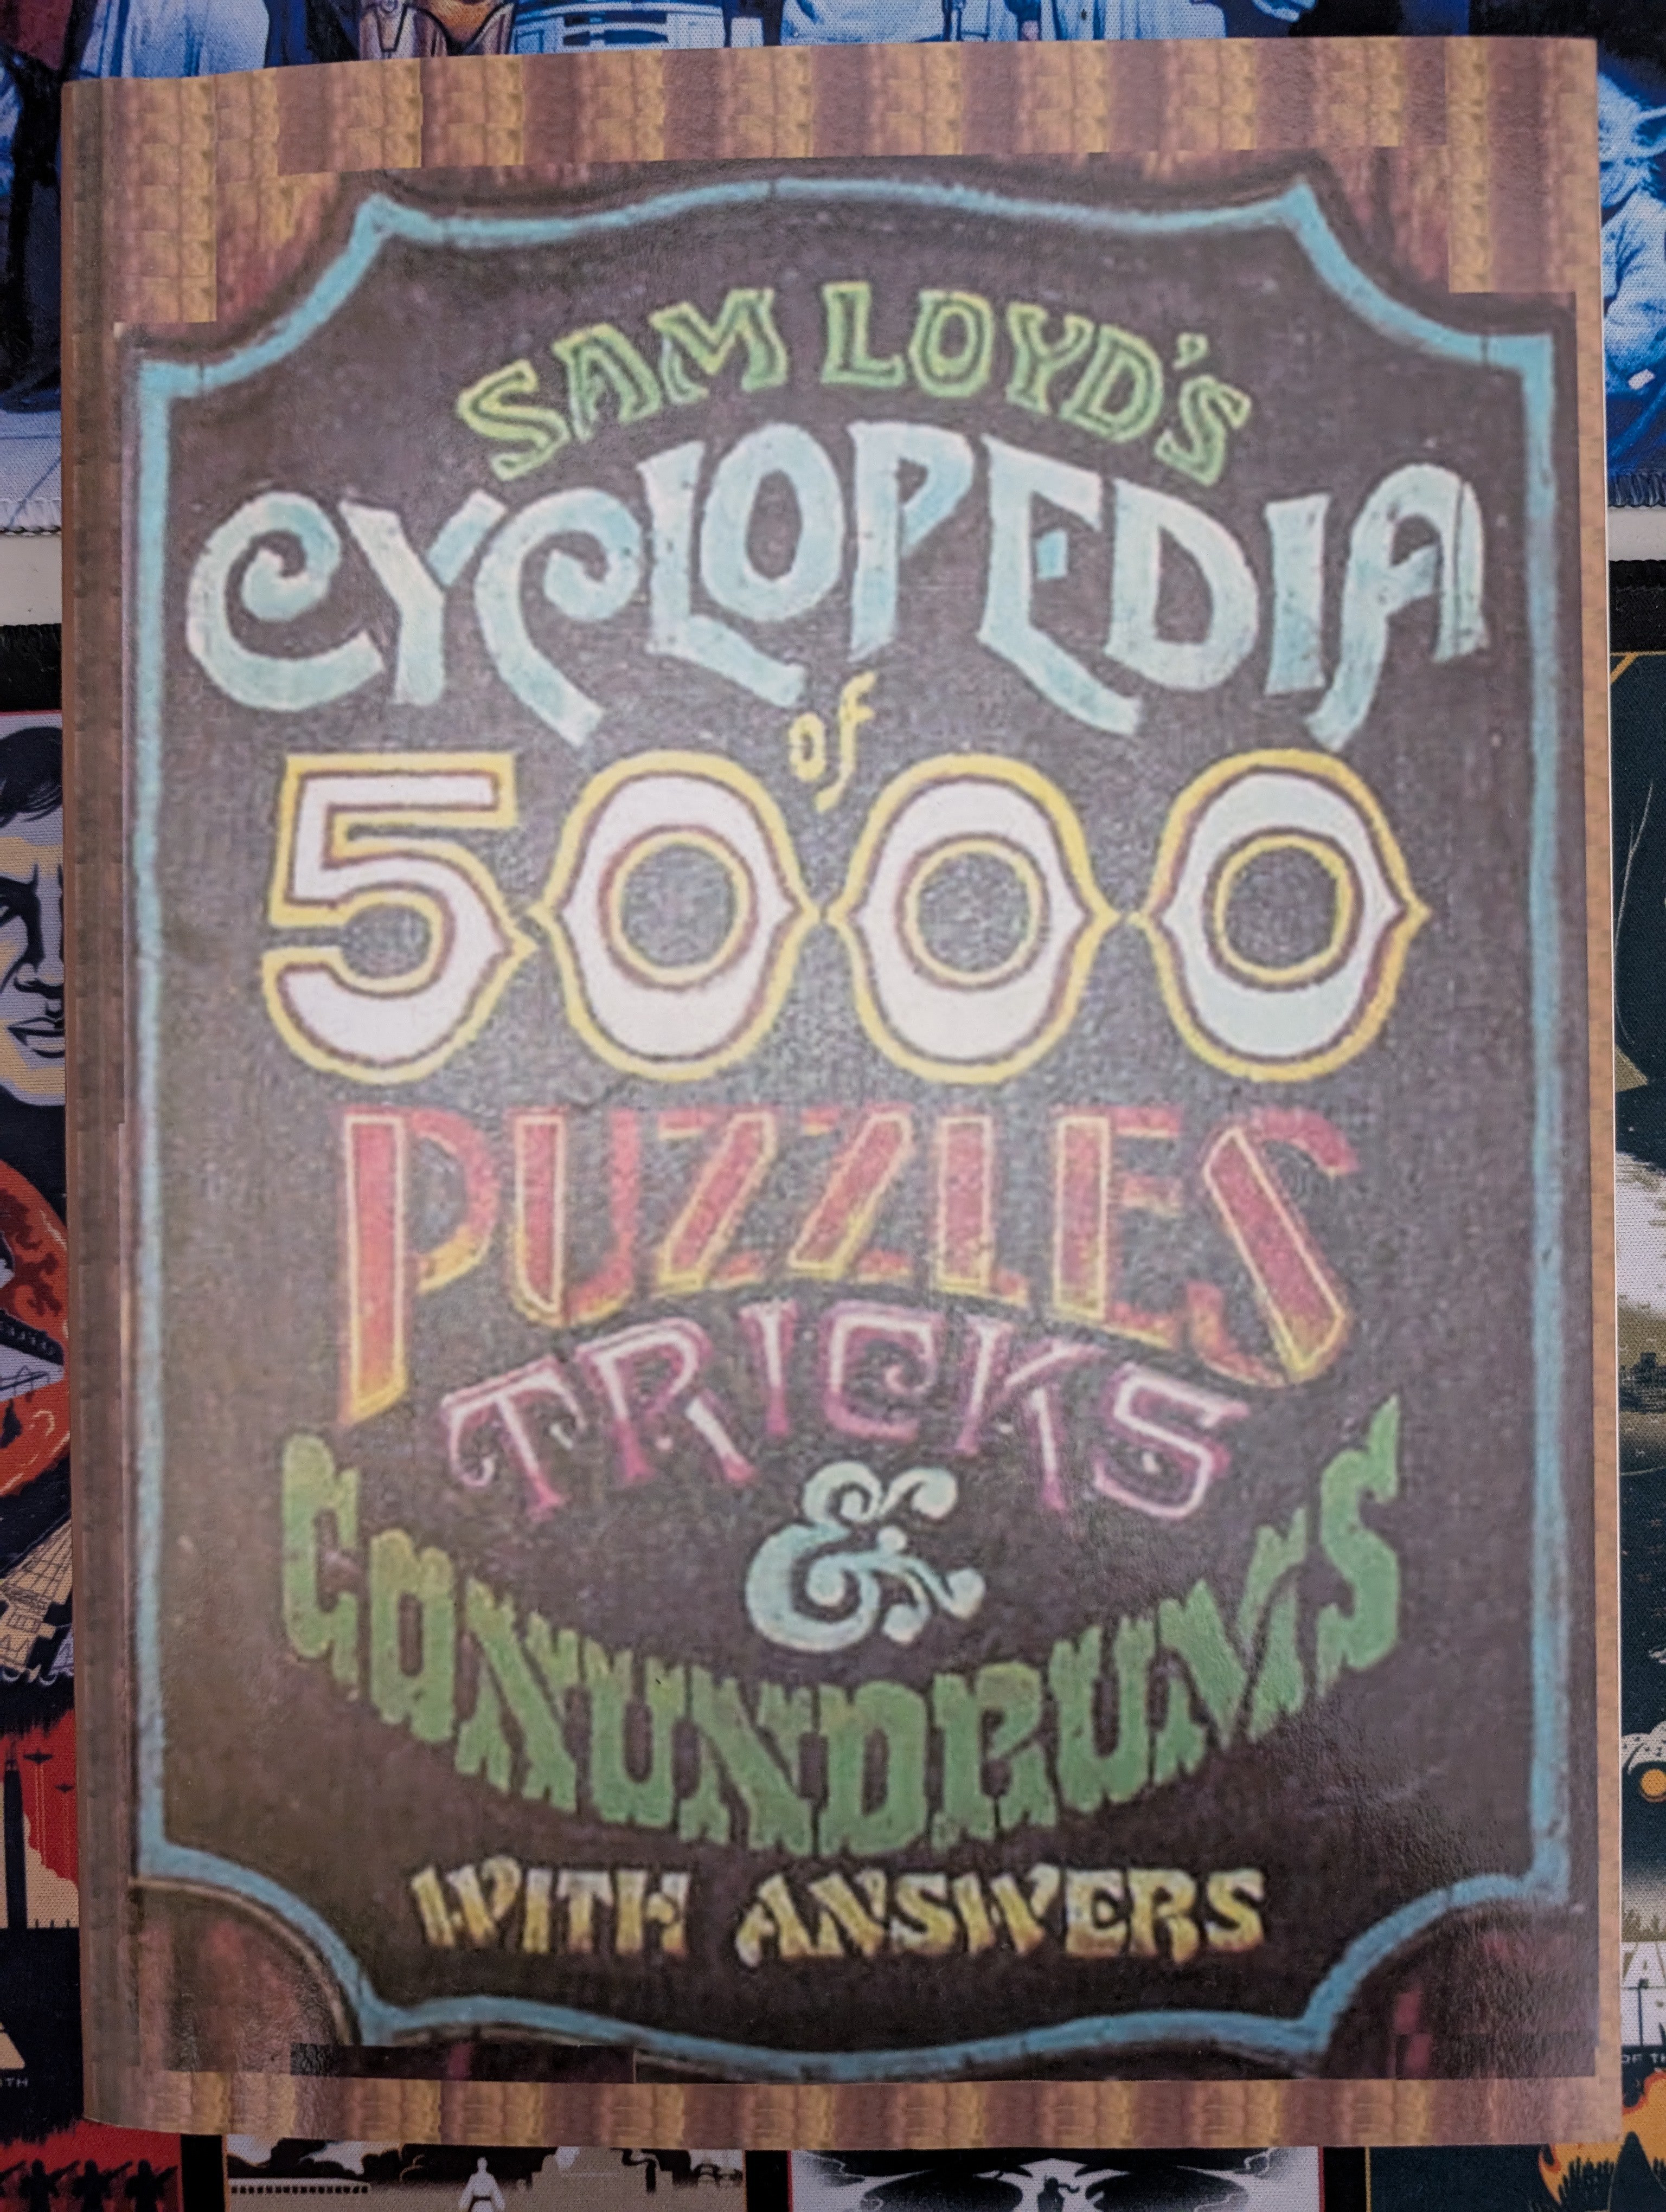 SAM LOYD'S
CYCLOPEDIA
of
5000
PUZZLES
TRICKS
&
CONUNDRUMS
WITH ANSWERS